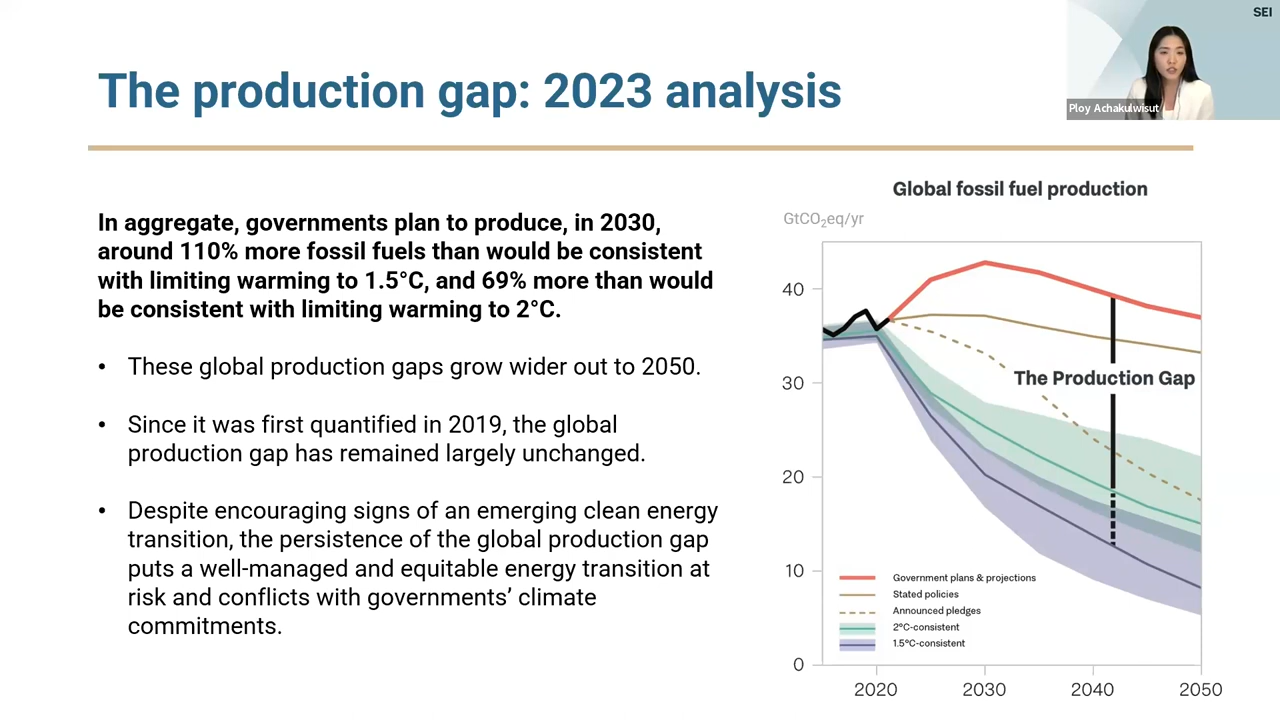 SEI
Ploy Achakulwisut
The production gap: 2023 analysis
In aggregate, governments plan to produce, in 2030,
around 110% more fossil fuels than would be consistent
with limiting warming to 1.5°C, and 69% more than would
be consistent with limiting warming to 2°C.
• These global production gaps grow wider out to 2050.
• Since it was first quantified in 2019, the global
production gap has remained largely unchanged.
• Despite encouraging signs of an emerging clean energy
transition, the persistence of the global production gap
puts a well-managed and equitable energy transition at
risk and conflicts with governments’ climate
commitments.
Global fossil fuel production
GtCO₂eq/yr
40
30
20
10
0
The Production Gap
Government plans & projections
Stated policies
Announced pledges
2°C-consistent
1.5°C-consistent
2020 2030 2040 2050